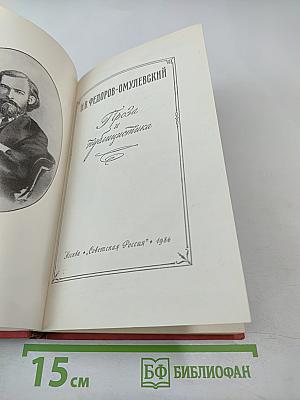 И.В. ФЕДОРОВ-ОМУЛЕВСКИЙ
Проза
и
публицистика
Москва • „Советская Россия“ • 1986
15 см
БФ БИБЛИОФАН